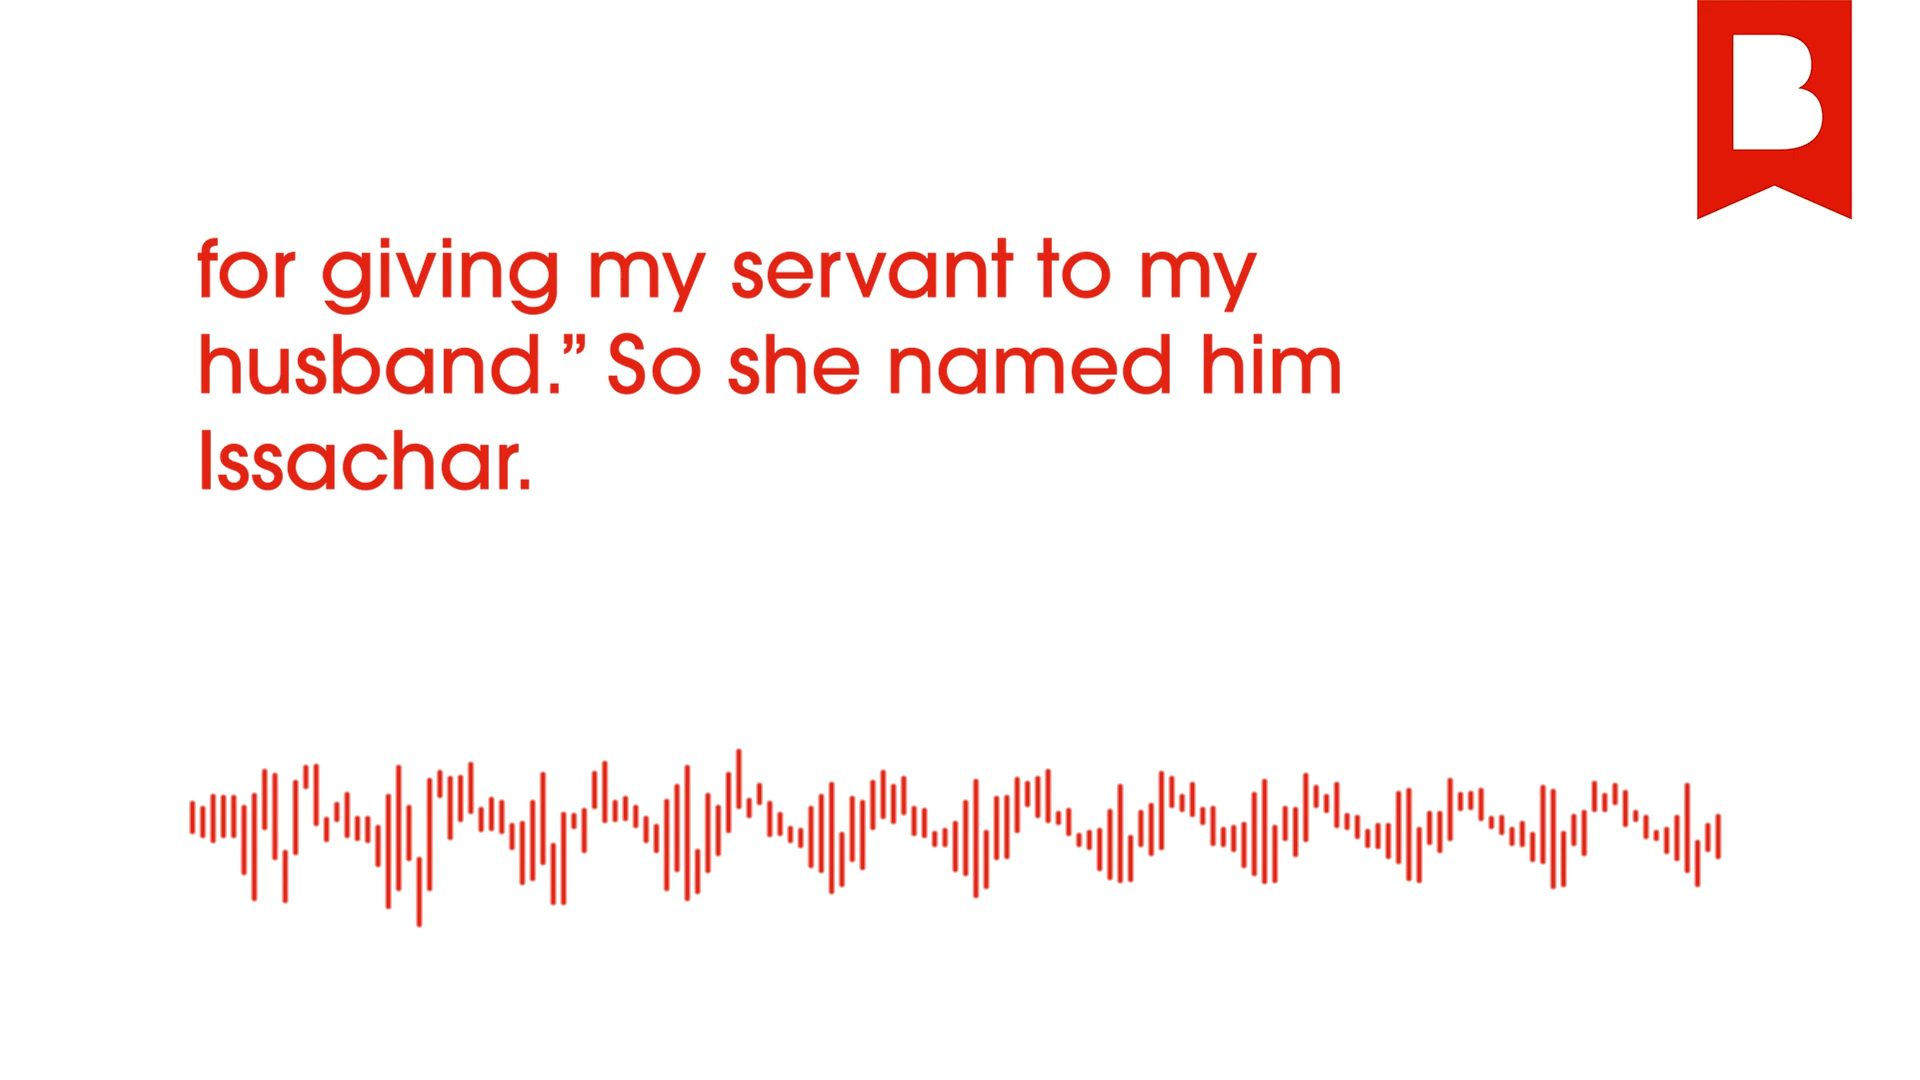 B
for giving my servant to my
husband.” So she named him
Issachar.